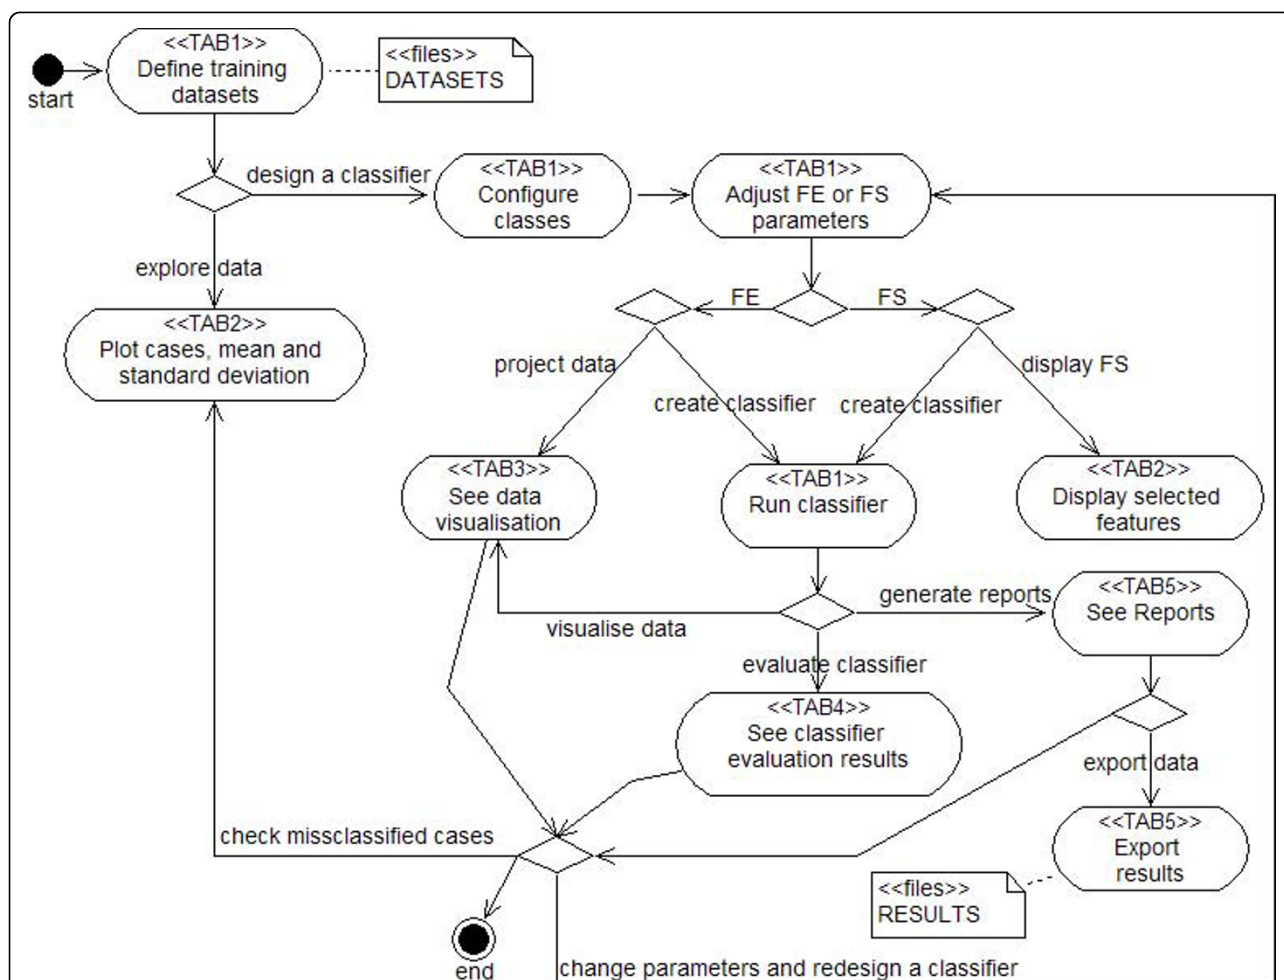 <<TAB1>>
Define training
datasets
<<files>>
DATASETS
start
design a classifier
<<TAB1>>
Configure
classes
<<TAB1>>
Adjust FE or FS
parameters
explore data
FE
FS
<<TAB2>>
Plot cases, mean and
standard deviation
project data
display FS
create classifier
create classifier
<<TAB3>>
See data
visualisation
<<TAB1>>
Run classifier
<<TAB2>>
Display selected
features
generate reports
<<TAB5>>
See Reports
visualise data
evaluate classifier
<<TAB4>>
See classifier
evaluation results
export data
check missclassified cases
<<TAB5>>
Export
results
<<files>>
RESULTS
end
change parameters and redesign a classifier